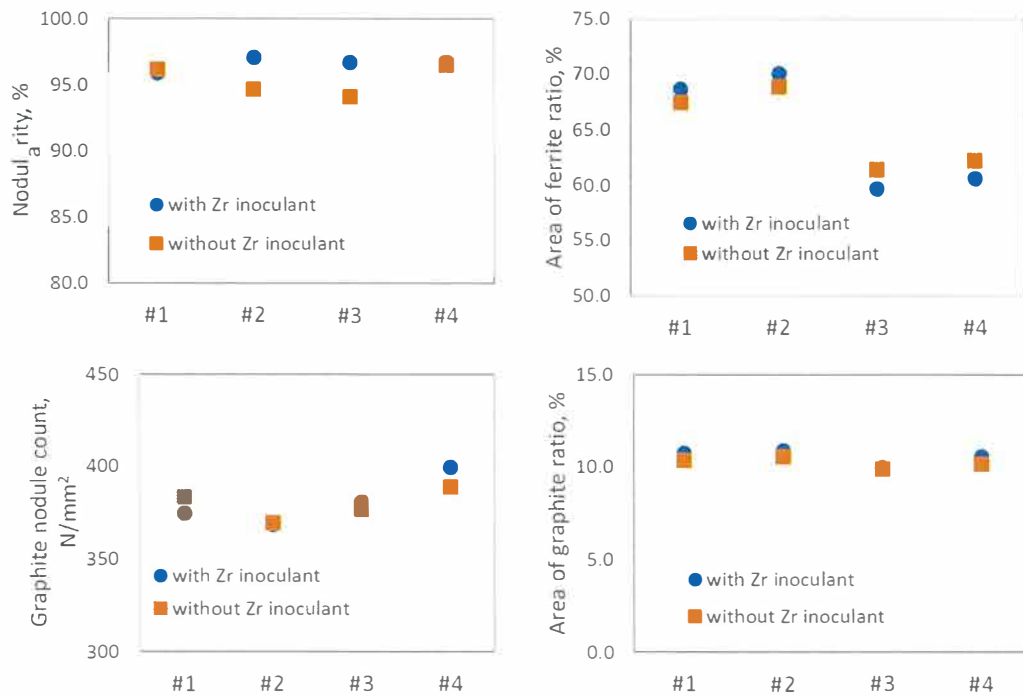 100.0
95.0
90.0
85.0
80.0
Nodul_rity, %
a
with Zr inoculant
without Zr inoculant
#1 #2 #3 #4
75.0
70.0
65.0
60.0
55.0
50.0
Area of ferrite ratio, %
with Zr inoculant
without Zr inoculant
#1 #2 #3 #4
450
400
350
300
Graphite nodule count,
N/mm²
with Zr inoculant
without Zr inoculant
#1 #2 #3 #4
15.0
10.0
5.0
0.0
Area of graphite ratio, %
with Zr inoculant
without Zr inoculant
#1 #2 #3 #4